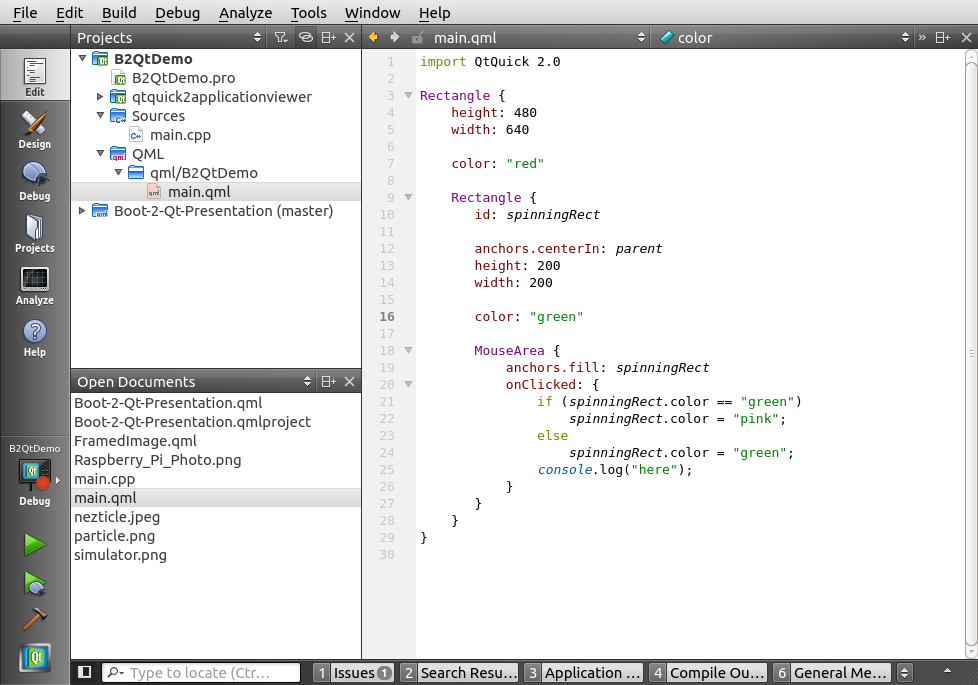 File Edit Build Debug Analyze Tools Window Help
Projects
main.qml
color
»
Edit
Design
Debug
Projects
Analyze
Help
B2QtDemo
Debug
B2QtDemo
B2QtDemo.pro
qtquick2applicationviewer
Sources
main.cpp
QML
qml/B2QtDemo
main.qml
Boot-2-Qt-Presentation (master)
Open Documents
Boot-2-Qt-Presentation.qml
Boot-2-Qt-Presentation.qmlproject
FramedImage.qml
Raspberry_Pi_Photo.png
main.cpp
main.qml
nezticle.jpeg
particle.png
simulator.png
1 import QtQuick 2.0
2
3 Rectangle {
4 height: 480
5 width: 640
6
7 color: "red"
8
9 Rectangle {
10 id: spinningRect
11
12 anchors.centerIn: parent
13 height: 200
14 width: 200
15
16 color: "green"
17
18 MouseArea {
19 anchors.fill: spinningRect
20 onClicked: {
21 if (spinningRect.color == "green")
22 spinningRect.color = "pink";
23 else
24 spinningRect.color = "green";
25 console.log("here");
26 }
27 }
28 }
29 }
30
Type to locate (Ctr...
1 Issues 1
2 Search Resu...
3 Application ...
4 Compile Ou...
6 General Me...